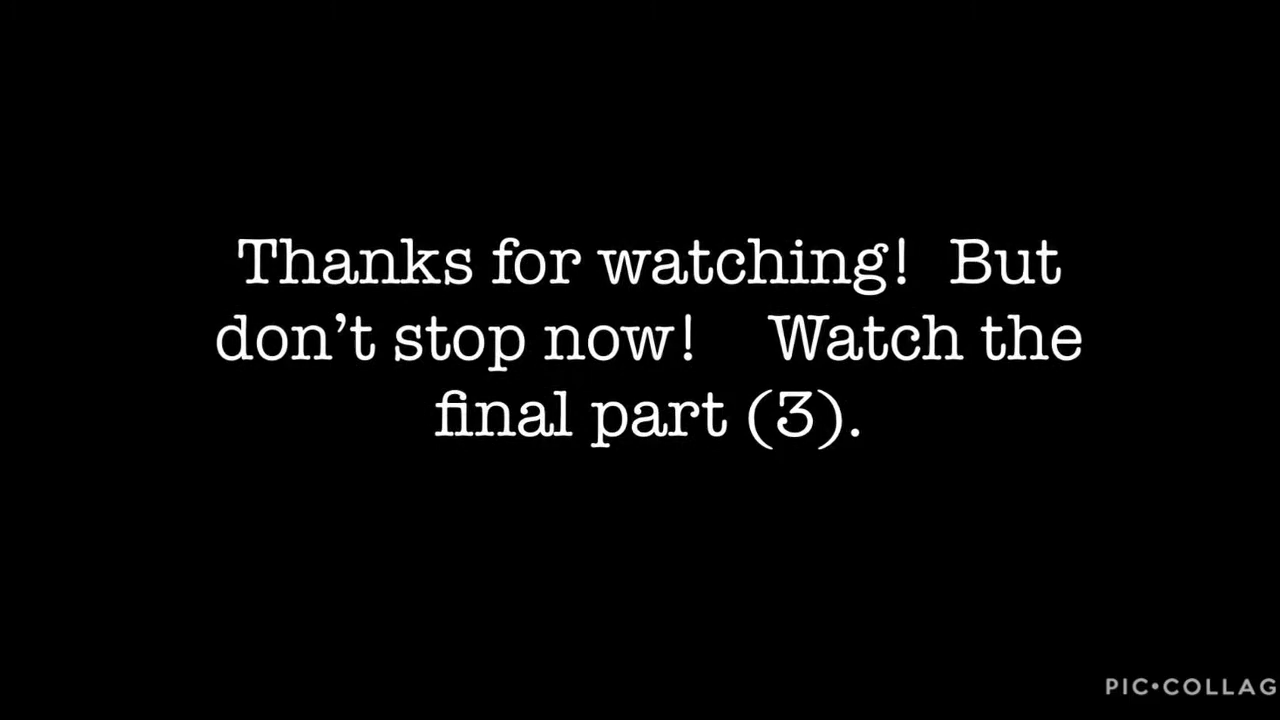 Thanks for watching!  But
don’t stop now!    Watch the
final part (3).
PIC•COLLAG